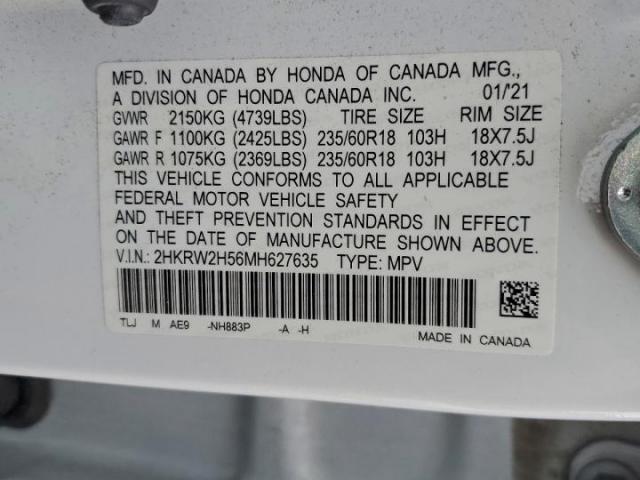 MFD. IN CANADA BY HONDA OF CANADA MFG.,
A DIVISION OF HONDA CANADA INC. 01/'21
GVWR 2150KG (4739LBS) TIRE SIZE RIM SIZE
GAWR F 1100KG (2425LBS) 235/60R18 103H 18X7.5J
GAWR R 1075KG (2369LBS) 235/60R18 103H 18X7.5J
THIS VEHICLE CONFORMS TO ALL APPLICABLE
FEDERAL MOTOR VEHICLE SAFETY
AND THEFT PREVENTION STANDARDS IN EFFECT
ON THE DATE OF MANUFACTURE SHOWN ABOVE.
V.I.N.: 2HKRW2H56MH627635 TYPE: MPV
TLJ M AE9 -NH883P -A -H
MADE IN CANADA